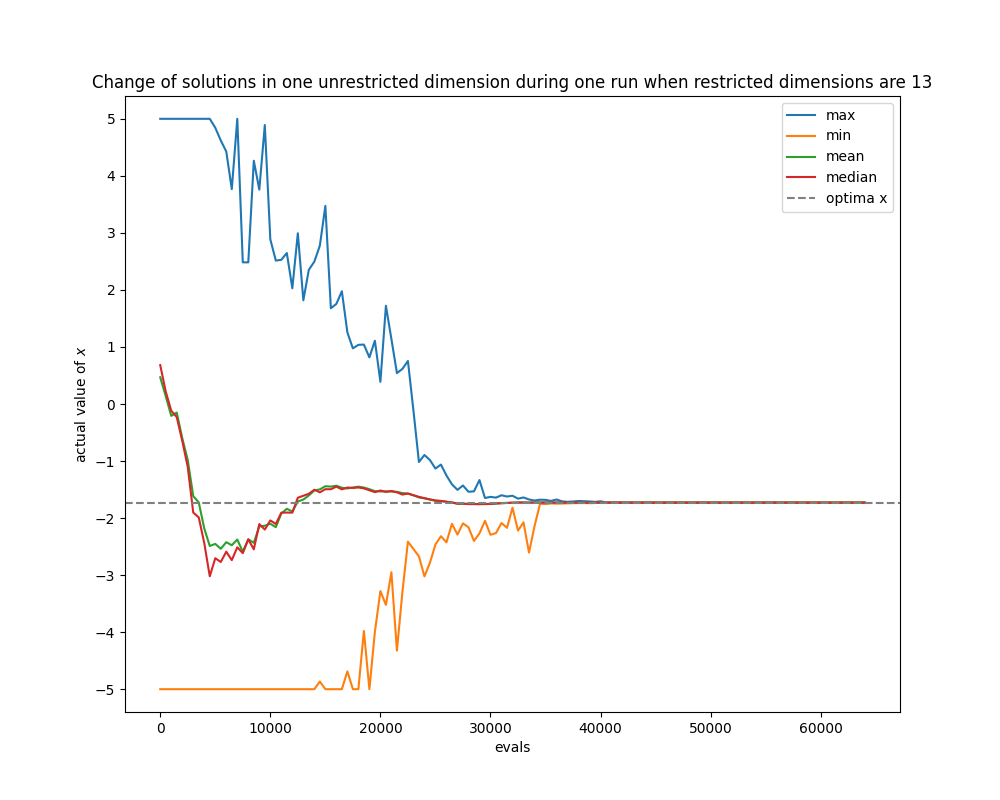 Change of solutions in one unrestricted dimension during one run when restricted dimensions are 13
max
min
mean
median
optima x
5
4
3
2
1
0
−1
−2
−3
−4
−5
actual value of x
0 10000 20000 30000 40000 50000 60000
evals